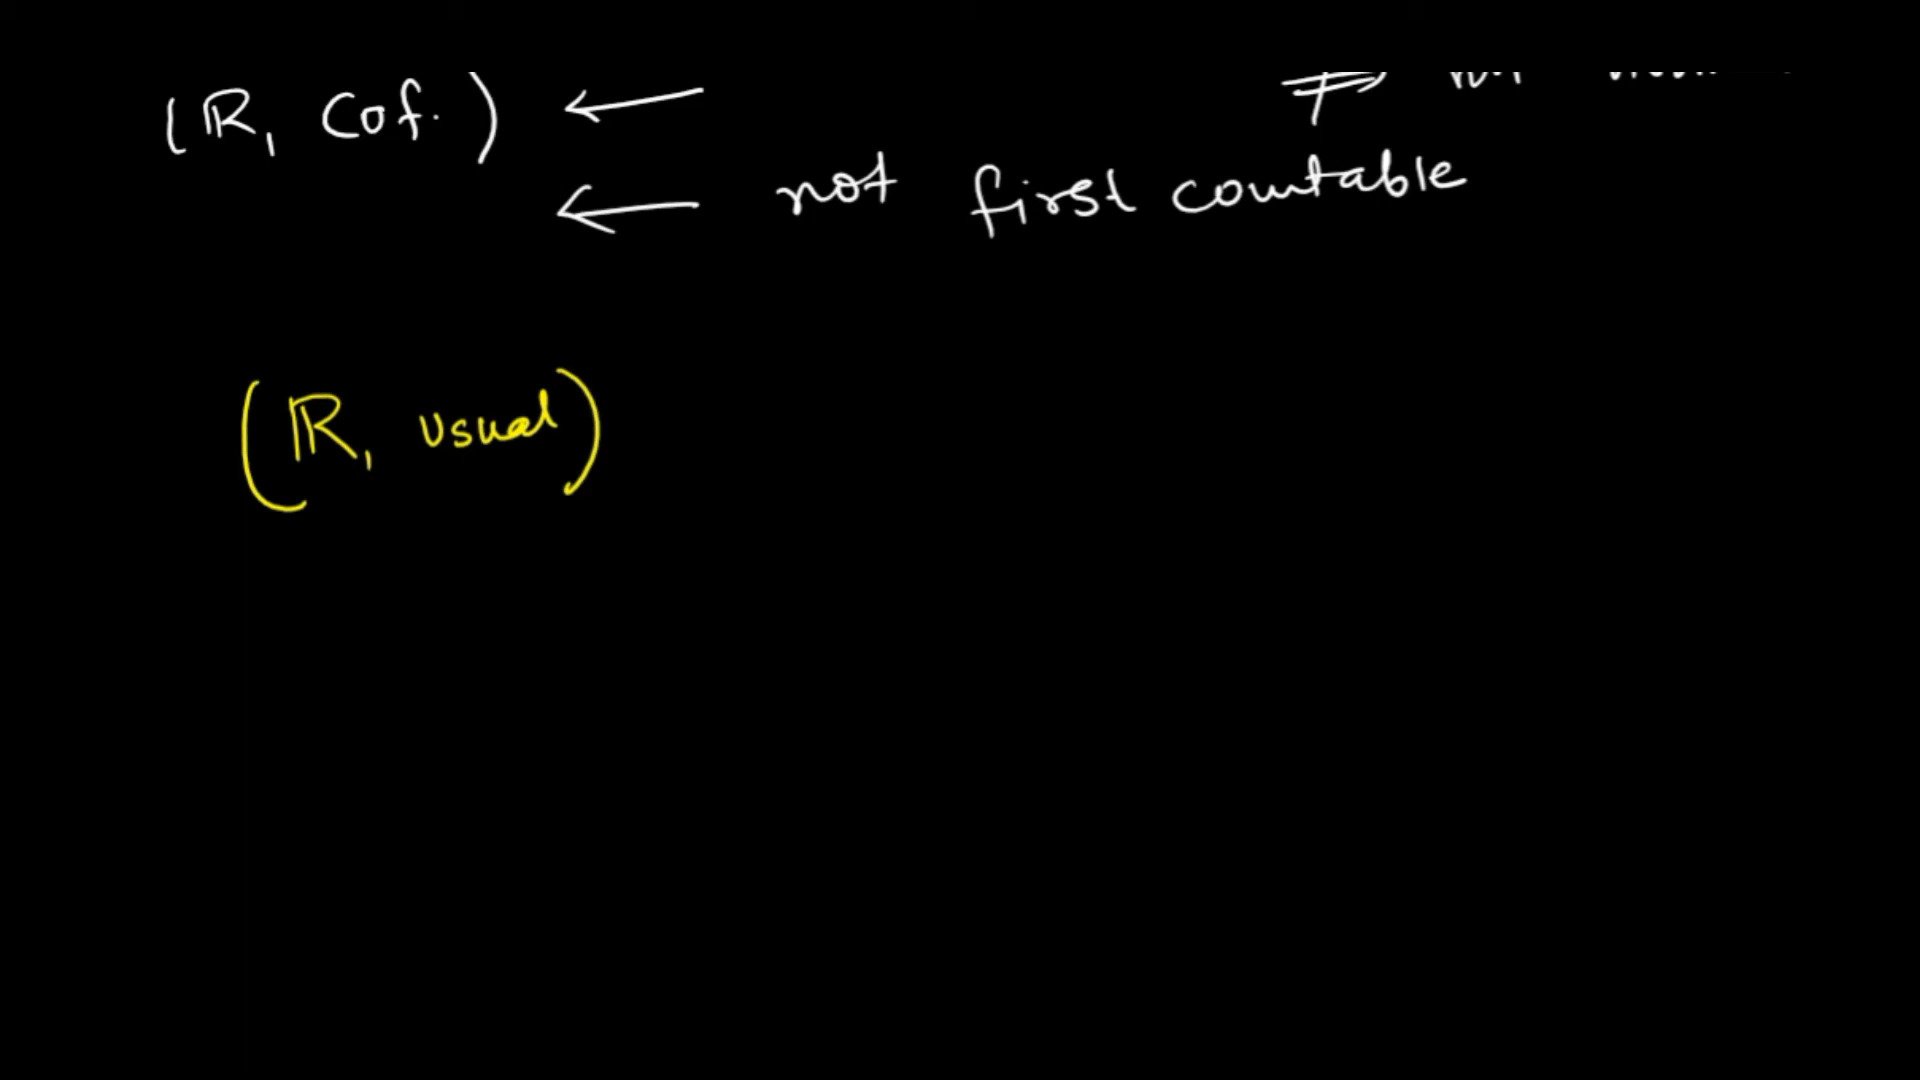 (ℝ, Cof.) ←
← not first countable
(ℝ, usual)